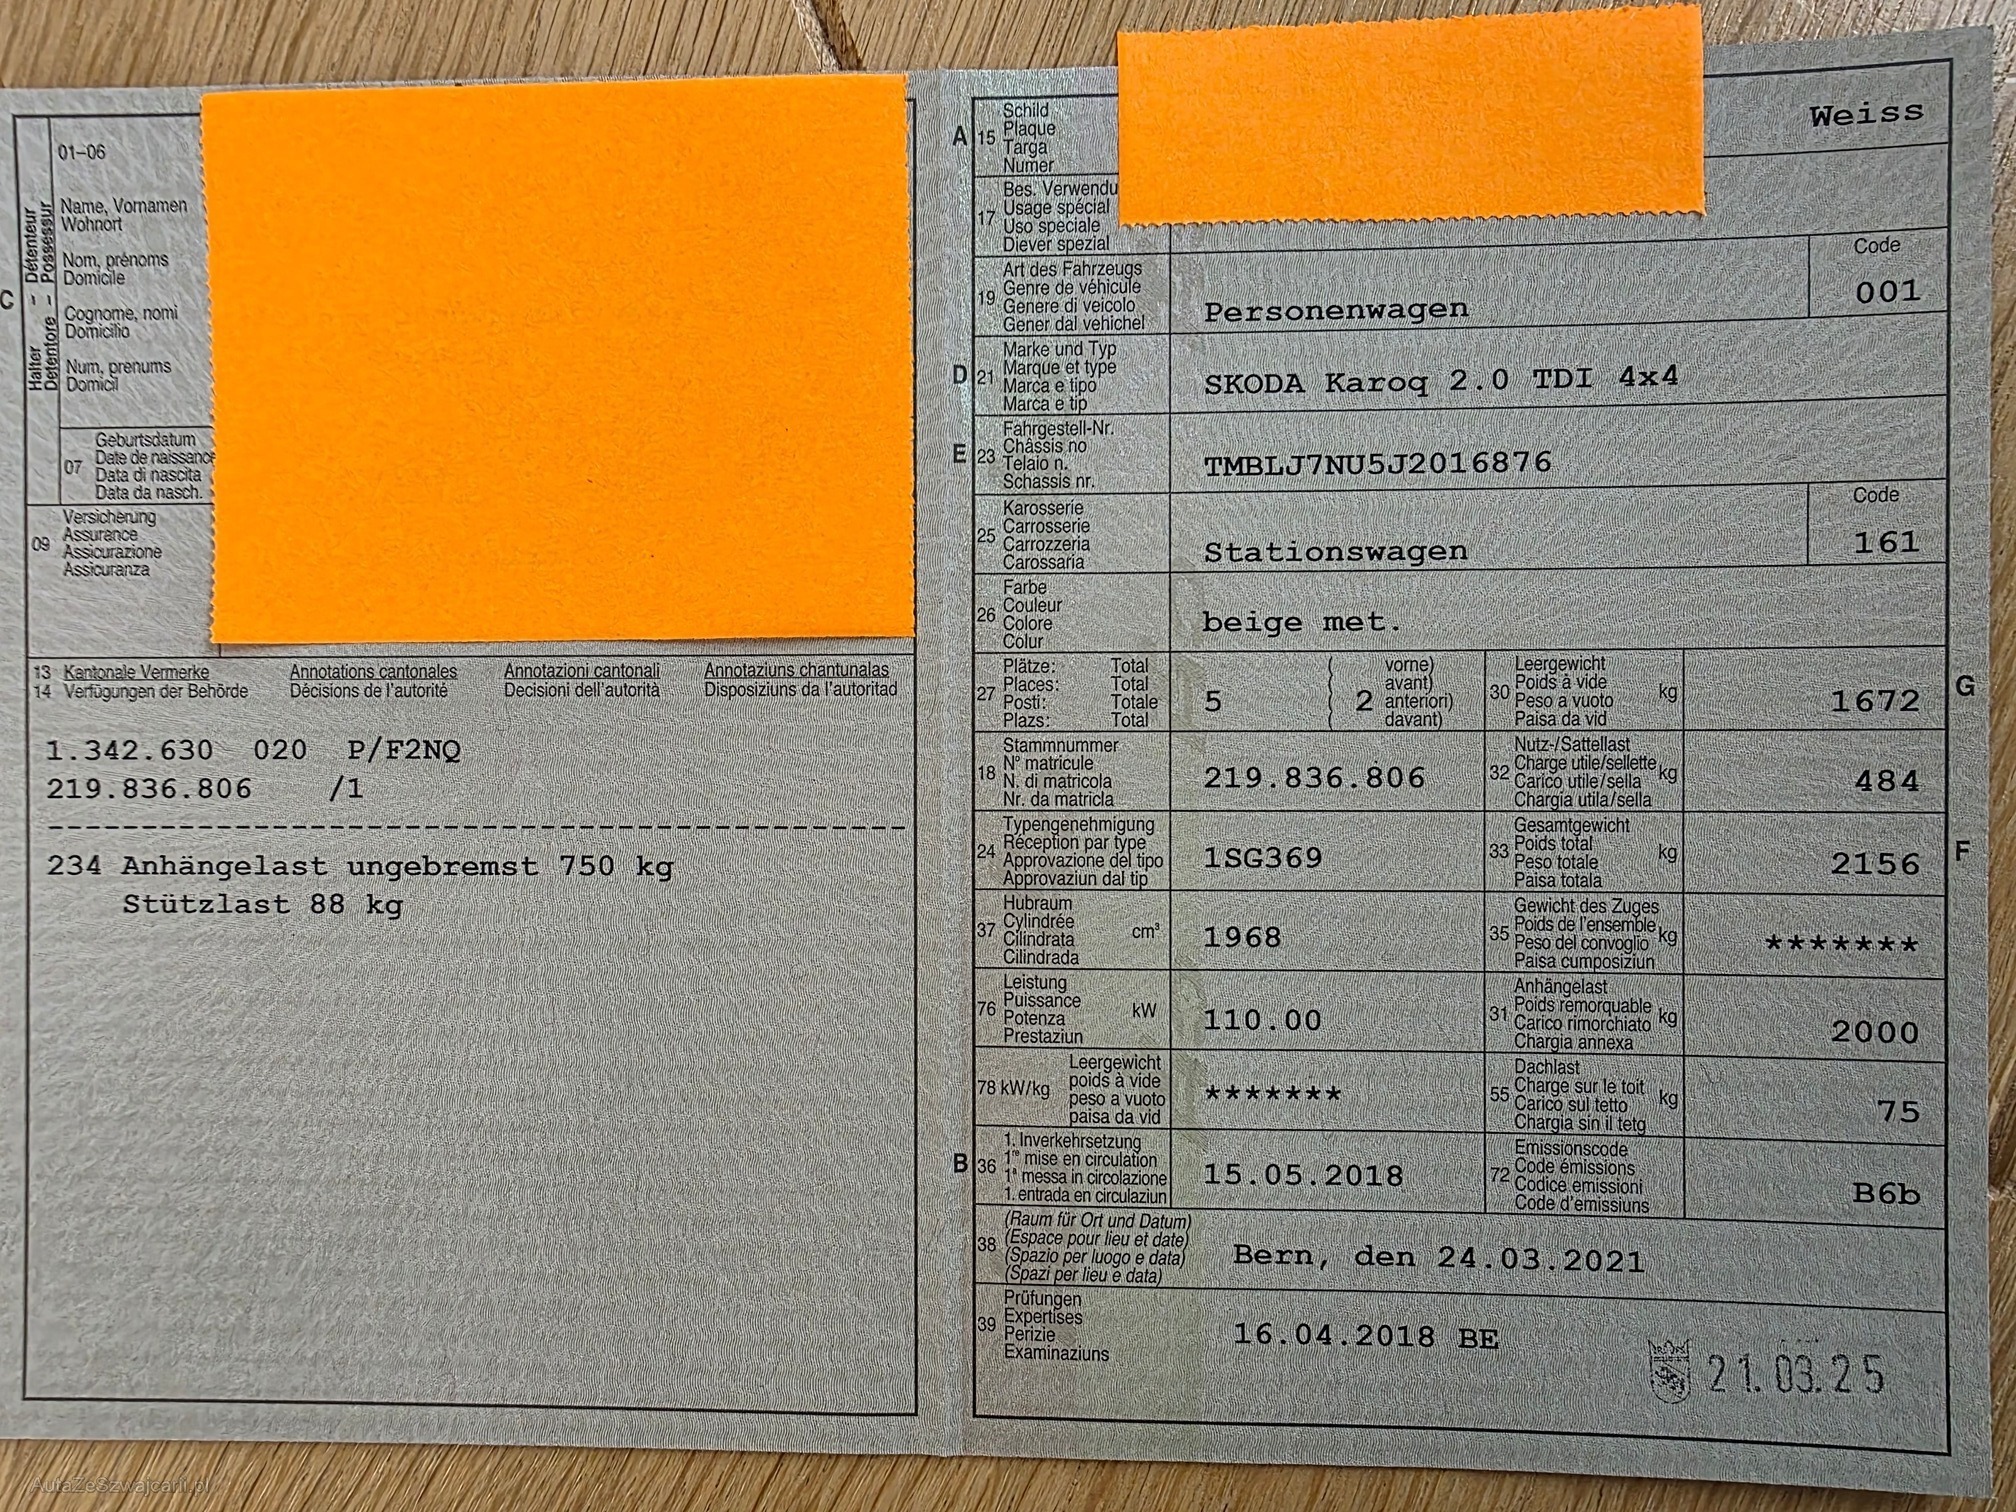 01-06
Halter - Détenteur
Detentore - Possessur
C
Name, Vornamen
Wohnort
Nom, prénoms
Domicile
Cognome, nomi
Domicilio
Num, prenums
Domicil
07
Geburtsdatum
Date de naissance
Data di nascita
Data da nasch.
09
Versicherung
Assurance
Assicurazione
Assicuranza
13 Kantonale Vermerke Annotations cantonales Annotazioni cantonali Annotaziuns chantunalas
14 Verfügungen der Behörde Décisions de l'autorité Decisioni dell'autorità Disposiziuns da l'autoritad
1.342.630 020 P/F2NQ
219.836.806 /1
234 Anhängelast ungebremst 750 kg
Stützlast 88 kg
A 15
Schild
Plaque
Targa
Numer
Weiss
17
Bes. Verwendu
Usage spécial
Uso speciale
Diever spezial
19
Art des Fahrzeugs
Genre de véhicule
Genere di veicolo
Gener dal vehichel
Personenwagen
Code
001
D 21
Marke und Typ
Marque et type
Marca e tipo
Marca e tip
SKODA Karoq 2.0 TDI 4x4
E 23
Fahrgestell-Nr.
Châssis no
Telaio n.
Schassis nr.
TMBLJ7NU5J2016876
25
Karosserie
Carrosserie
Carrozzeria
Carossaria
Stationswagen
Code
161
26
Farbe
Couleur
Colore
Colur
beige met.
27
Plätze: Total
Places: Total
Posti: Totale
Plazs: Total
5
2
( vorne)
( avant)
( anteriori)
( davant)
30
Leergewicht
Poids à vide
Peso a vuoto
Paisa da vid
kg
1672
G
18
Stammnummer
N° matricule
N. di matricola
Nr. da matricla
219.836.806
32
Nutz-/Sattellast
Charge utile/sellette
Carico utile/sella
Chargia utila/sella
kg
484
24
Typengenehmigung
Réception par type
Approvazione del tipo
Approvaziun dal tip
1SG369
33
Gesamtgewicht
Poids total
Peso totale
Paisa totala
kg
2156
F
37
Hubraum
Cylindrée
Cilindrata
Cilindrada
cm³
1968
35
Gewicht des Zuges
Poids de l'ensemble
Peso del convoglio
Paisa cumposiziun
kg
*******
76
Leistung
Puissance
Potenza
Prestaziun
kW
110.00
31
Anhängelast
Poids remorquable
Carico rimorchiato
Chargia annexa
kg
2000
78 kW/kg
Leergewicht
poids à vide
peso a vuoto
paisa da vid
*******
55
Dachlast
Charge sur le toit
Carico sul tetto
Chargia sin il tetg
kg
75
B 36
1. Inverkehrsetzung
1re mise en circulation
1a messa in circolazione
1. entrada en circulaziun
15.05.2018
72
Emissionscode
Code émissions
Codice emissioni
Code d'emissiuns
B6b
38
(Raum für Ort und Datum)
(Espace pour lieu et date)
(Spazio per luogo e data)
(Spazi per lieu e data)
Bern, den 24.03.2021
39
Prüfungen
Expertises
Perizie
Examinaziuns
16.04.2018 BE
21.03.25
AutaZeSzwajcarii.pl